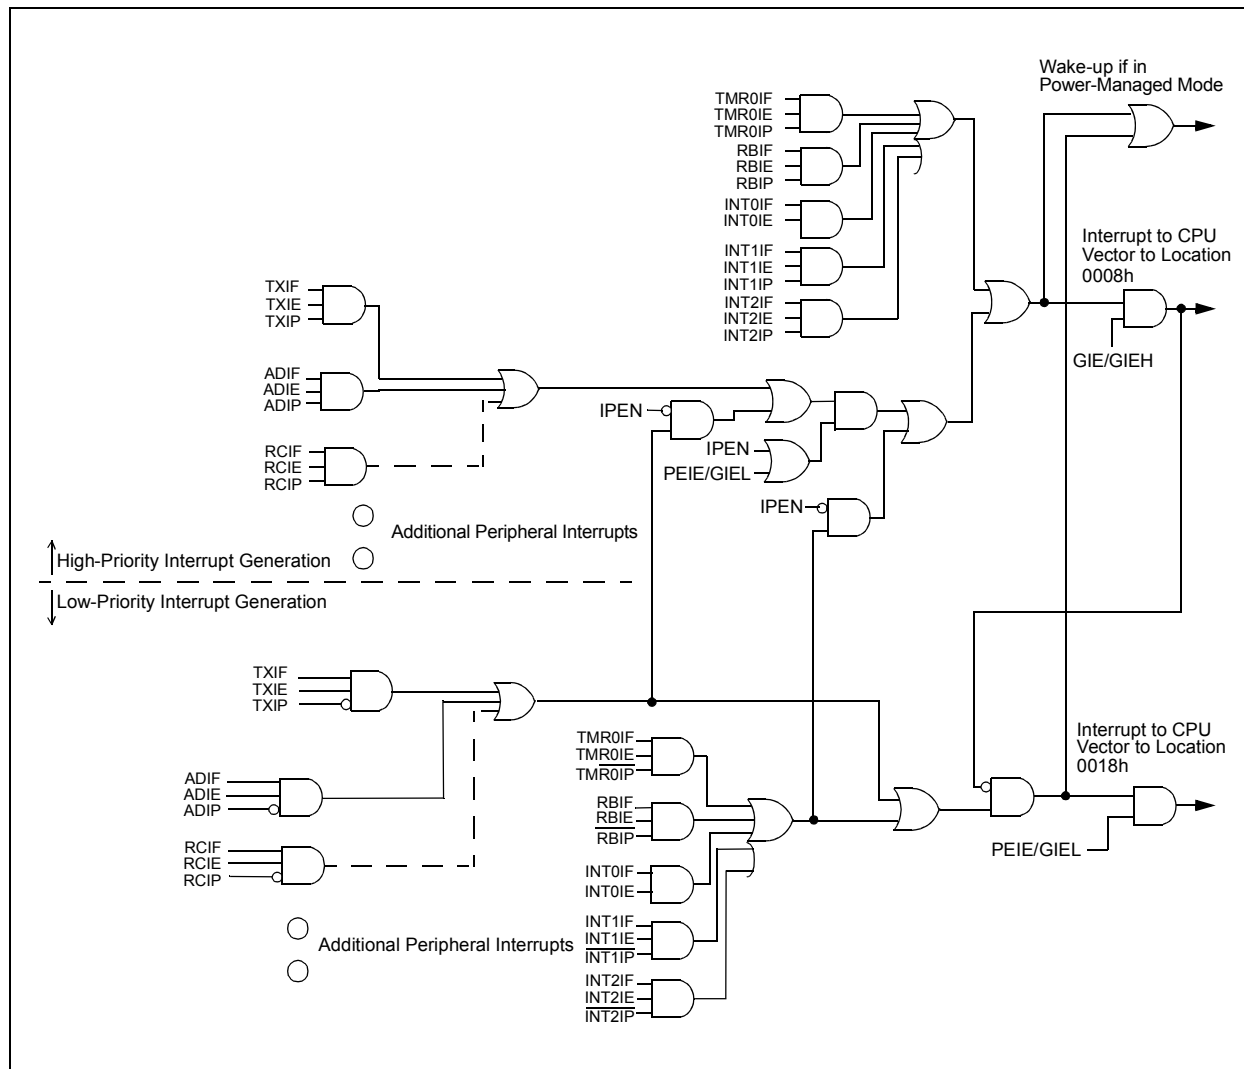 Wake-up if in
Power-Managed Mode
TMR0IF
TMR0IE
TMR0IP
RBIF
RBIE
RBIP
INT0IF
INT0IE
INT1IF
INT1IE
INT1IP
INT2IF
INT2IE
INT2IP
Interrupt to CPU
Vector to Location
0008h
GIE/GIEH
TXIF
TXIE
TXIP
ADIF
ADIE
ADIP
RCIF
RCIE
RCIP
IPEN
IPEN
PEIE/GIEL
IPEN
Additional Peripheral Interrupts
High-Priority Interrupt Generation
Low-Priority Interrupt Generation
TXIF
TXIE
TXIP
ADIF
ADIE
ADIP
RCIF
RCIE
RCIP
Additional Peripheral Interrupts
TMR0IF
TMR0IE
TMR0IP
RBIF
RBIE
RBIP
INT0IF
INT0IE
INT1IF
INT1IE
INT1IP
INT2IF
INT2IE
INT2IP
Interrupt to CPU
Vector to Location
0018h
PEIE/GIEL